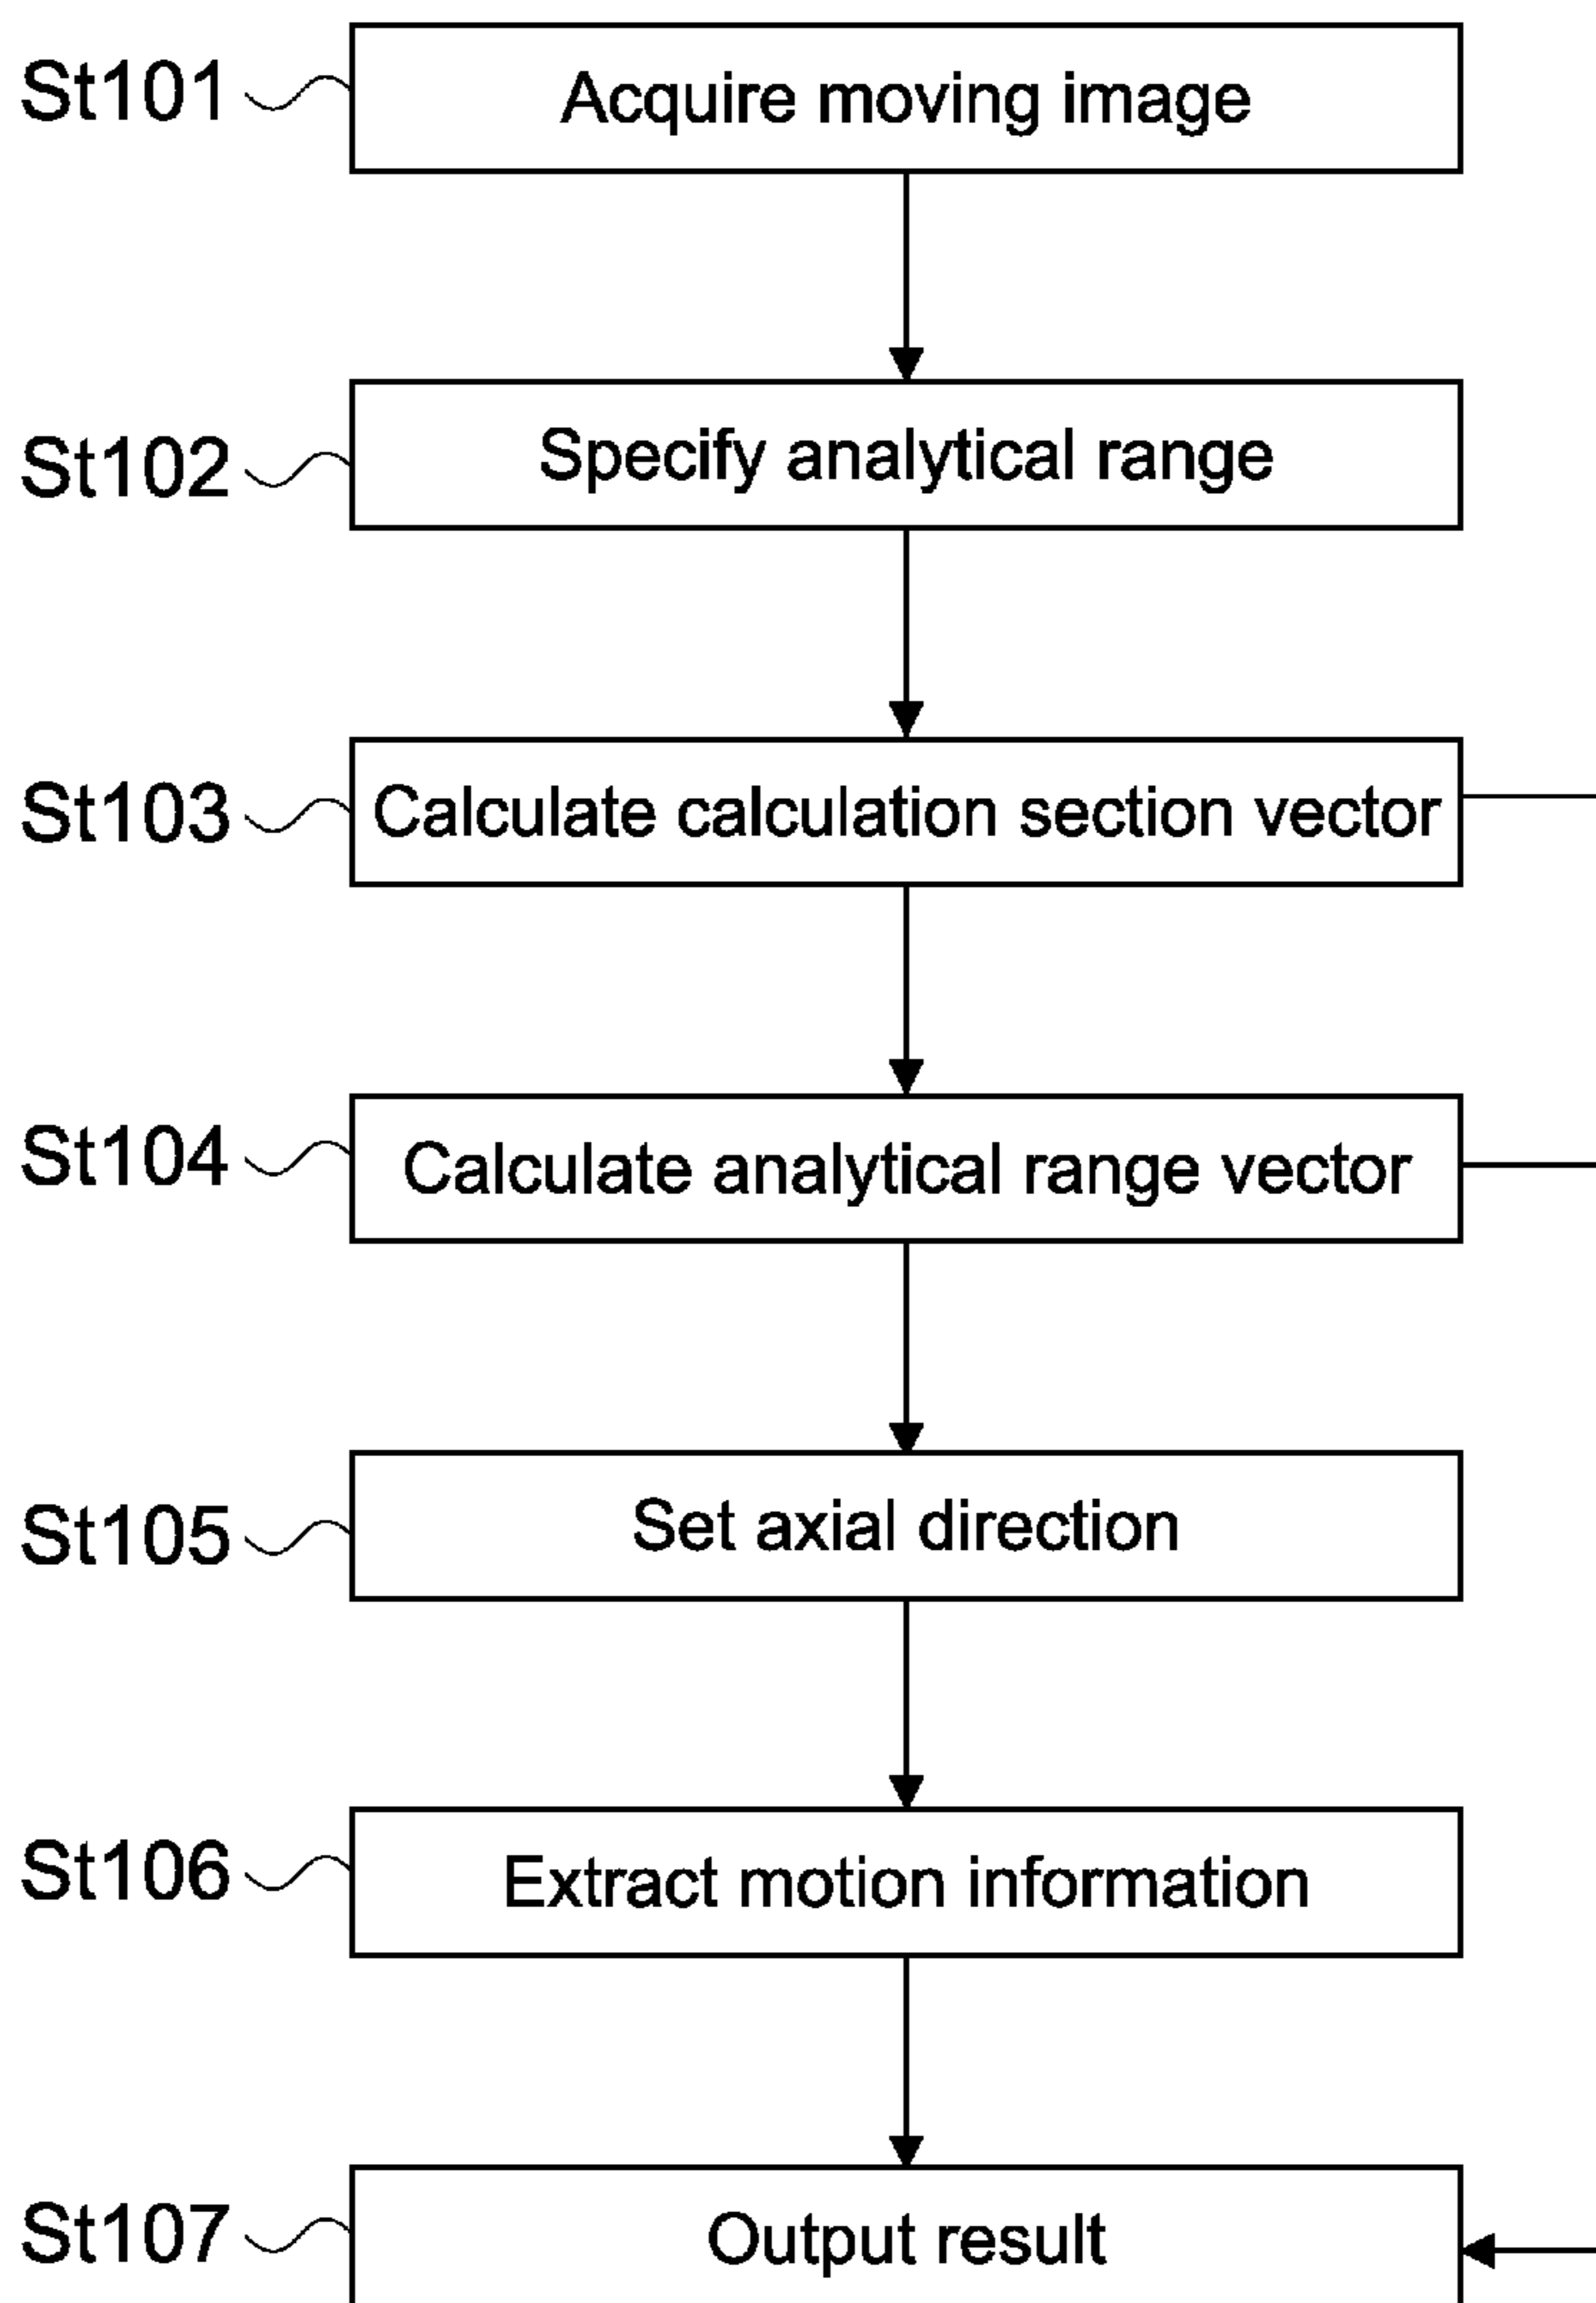 St101 Acquire moving image
St102 Specify analytical range
St103 Calculate calculation section vector
St104 Calculate analytical range vector
St105 Set axial direction
St106 Extract motion information
St107 Output result